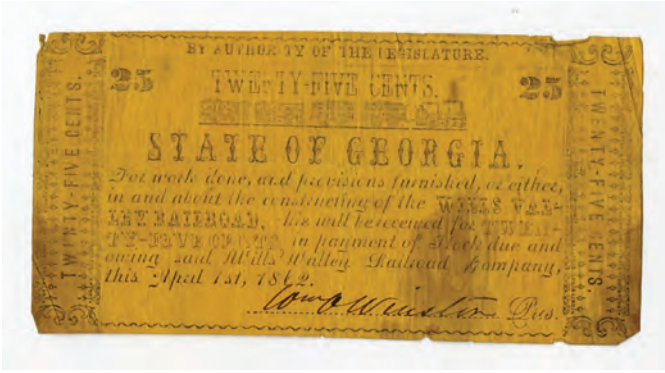 BY AUTHORITY OF THE LEGISLATURE.
25 TWENTY-FIVE CENTS. 25
STATE OF GEORGIA.
For work done, and provisions furnished, or either,
in and about the constructing of the WILLS VAL-
LEY RAILROAD, this will be received for TWEN-
TY-FIVE CENTS, in payment of Stock due and
owing said Wills Valley Railroad Company,
this April 1st, 1862.
Winston Pres.
TWENTY-FIVE CENTS.
TWENTY-FIVE CENTS.